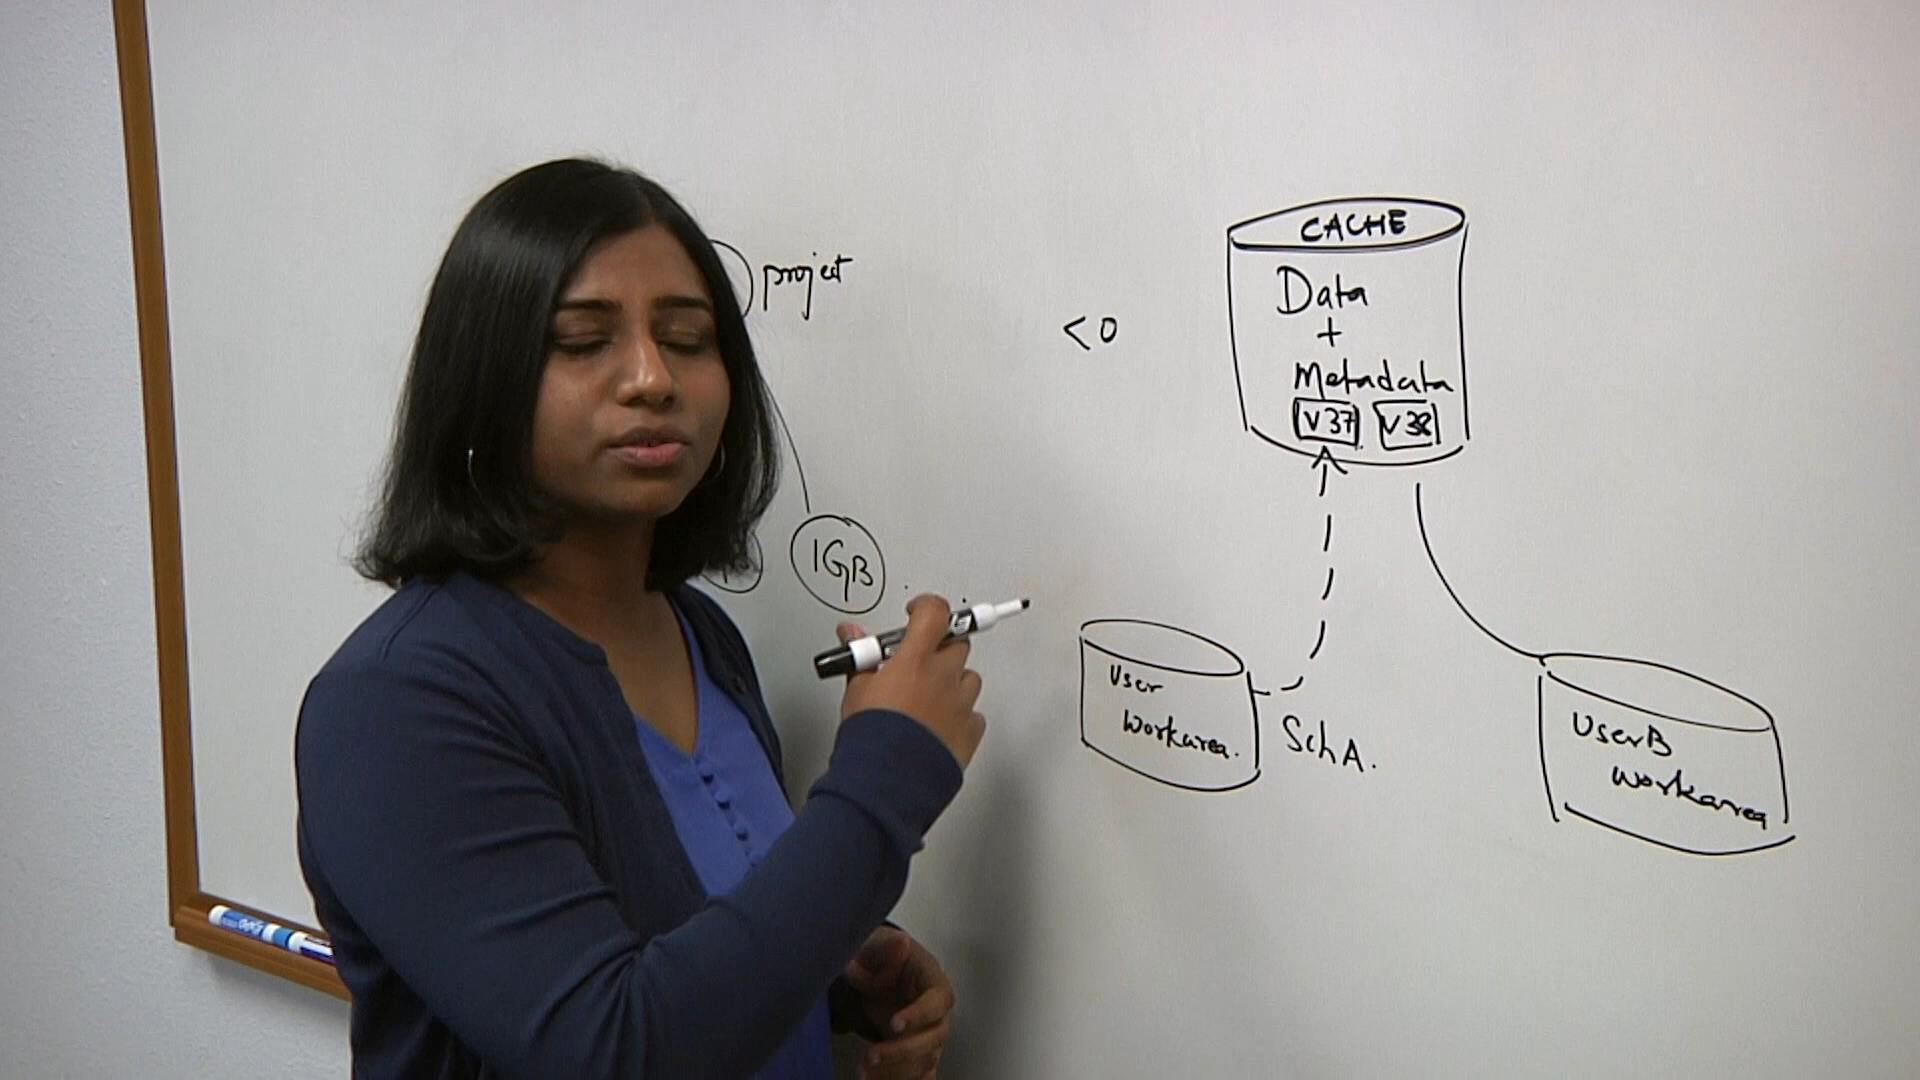 project
1GB
<0
CACHE
Data
+
Metadata
V37 V38
User
Workarea.
SchA.
UserB
Workarea